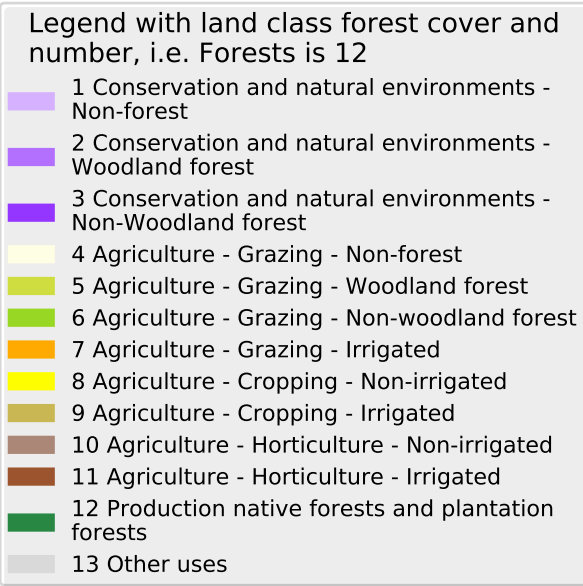 Legend with land class forest cover and
number, i.e. Forests is 12
1 Conservation and natural environments -
Non-forest
2 Conservation and natural environments -
Woodland forest
3 Conservation and natural environments -
Non-Woodland forest
4 Agriculture - Grazing - Non-forest
5 Agriculture - Grazing - Woodland forest
6 Agriculture - Grazing - Non-woodland forest
7 Agriculture - Grazing - Irrigated
8 Agriculture - Cropping - Non-irrigated
9 Agriculture - Cropping - Irrigated
10 Agriculture - Horticulture - Non-irrigated
11 Agriculture - Horticulture - Irrigated
12 Production native forests and plantation
forests
13 Other uses